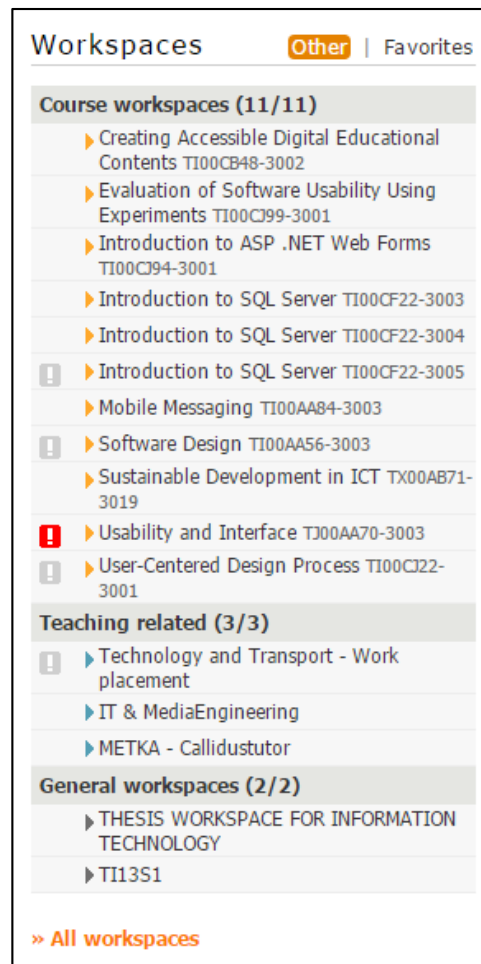 Workspaces Other | Favorites
Course workspaces (11/11)
Creating Accessible Digital Educational
Contents TI00CB48-3002
Evaluation of Software Usability Using
Experiments TI00CJ99-3001
Introduction to ASP .NET Web Forms
TI00CJ94-3001
Introduction to SQL Server TI00CF22-3003
Introduction to SQL Server TI00CF22-3004
Introduction to SQL Server TI00CF22-3005
Mobile Messaging TI00AA84-3003
Software Design TI00AA56-3003
Sustainable Development in ICT TX00AB71-
3019
Usability and Interface TJ00AA70-3003
User-Centered Design Process TI00CJ22-
3001
Teaching related (3/3)
Technology and Transport - Work
placement
IT & MediaEngineering
METKA - Callidustutor
General workspaces (2/2)
THESIS WORKSPACE FOR INFORMATION
TECHNOLOGY
TI13S1
» All workspaces